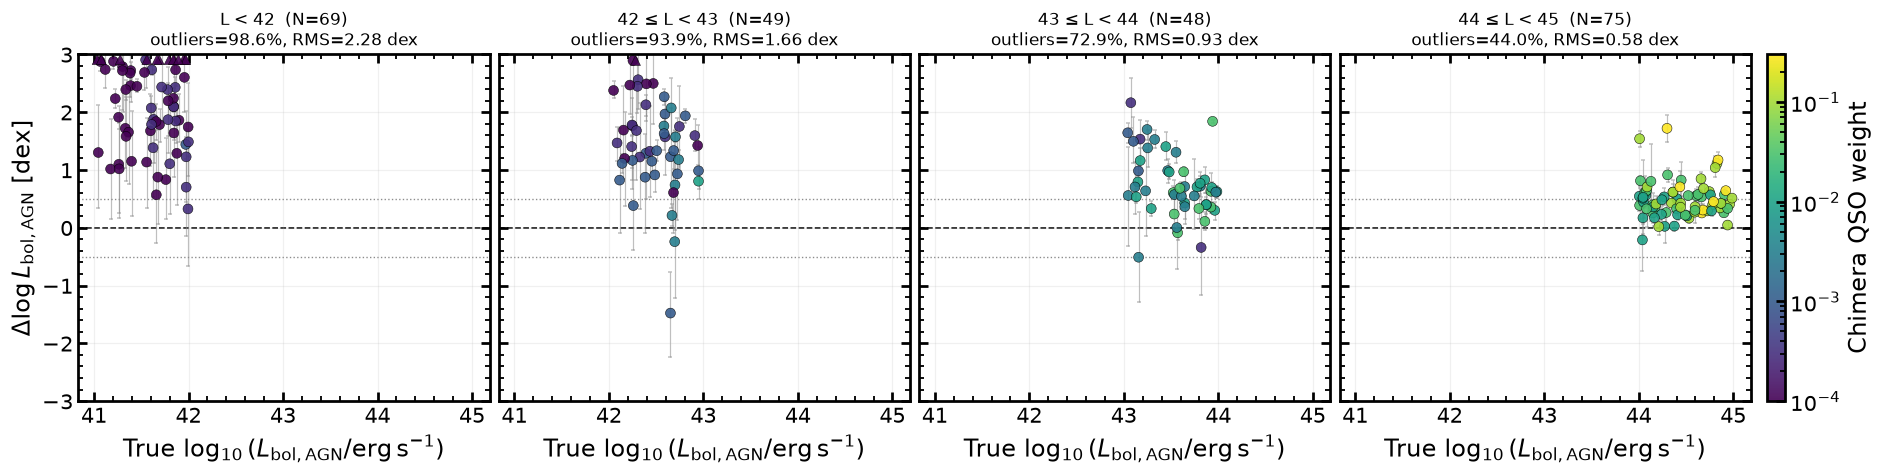 L < 42 (N=69)
outliers=98.6%, RMS=2.28 dex
42 ≤ L < 43 (N=49)
outliers=93.9%, RMS=1.66 dex
43 ≤ L < 44 (N=48)
outliers=72.9%, RMS=0.93 dex
44 ≤ L < 45 (N=75)
outliers=44.0%, RMS=0.58 dex
Δlog L_bol, AGN [dex]
3
2
1
0
−1
−2
−3
41 42 43 44 45
41 42 43 44 45
41 42 43 44 45
41 42 43 44 45
True log₁₀ (L_bol, AGN/erg s⁻¹)
True log₁₀ (L_bol, AGN/erg s⁻¹)
True log₁₀ (L_bol, AGN/erg s⁻¹)
True log₁₀ (L_bol, AGN/erg s⁻¹)
10⁻¹
10⁻²
10⁻³
10⁻⁴
Chimera QSO weight